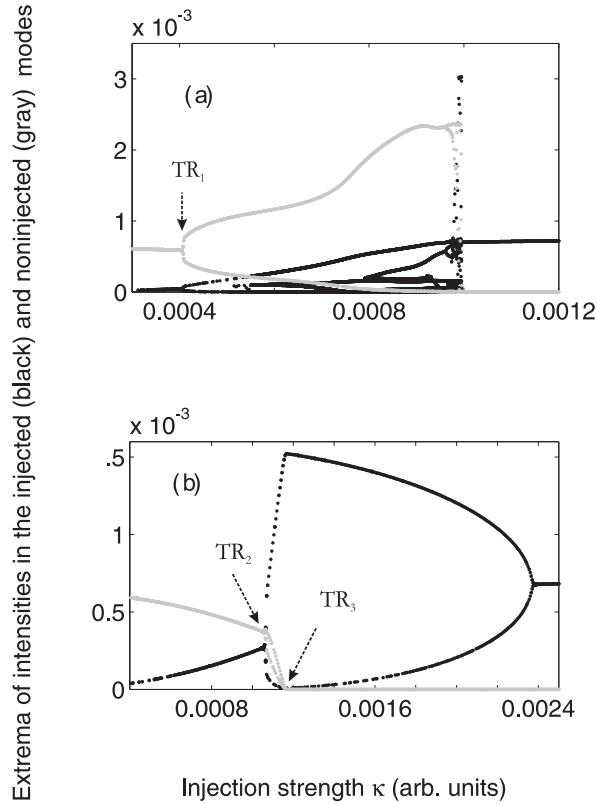 Extrema of intensities in the injected (black) and noninjected (gray) modes
x 10⁻³
(a)
3
2
TR₁
1
0
0.0004 0.0008 0.0012
x 10⁻³
.5
(b)
1
TR₂
TR₃
0.5
0
0.0008 0.0016 0.0024
Injection strength κ (arb. units)